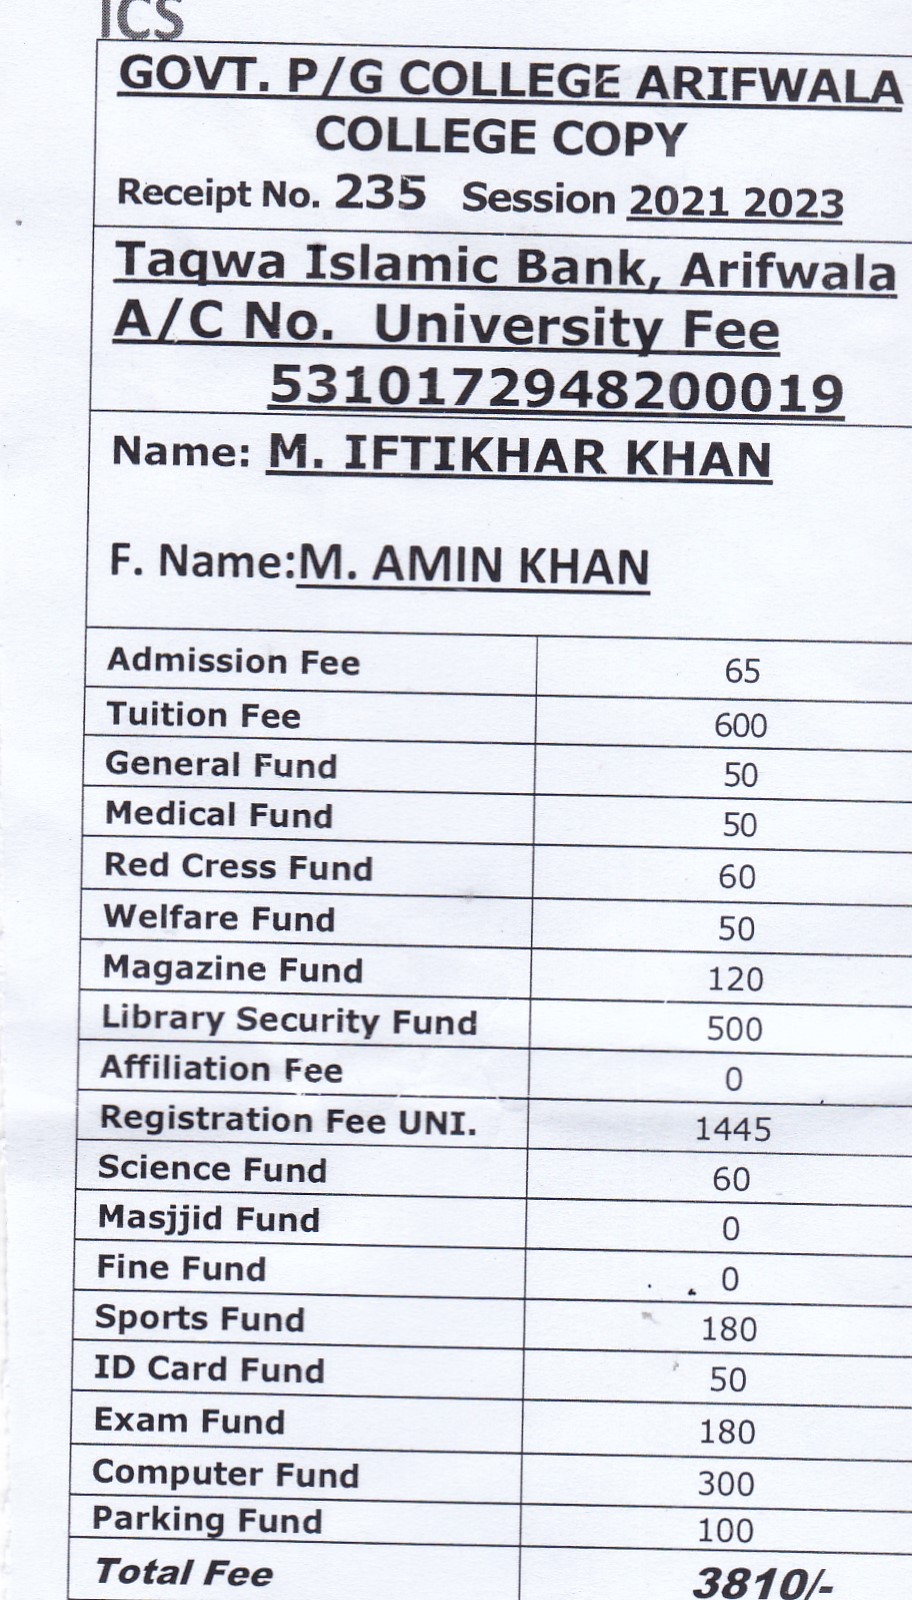 ICS
GOVT. P/G COLLEGE ARIFWALA
COLLEGE COPY
Receipt No. 235 Session 2021 2023
Taqwa Islamic Bank, Arifwala
A/C No. University Fee
5310172948200019
Name: M. IFTIKHAR KHAN
F. Name:M. AMIN KHAN
Admission Fee 65
Tuition Fee 600
General Fund 50
Medical Fund 50
Red Cress Fund 60
Welfare Fund 50
Magazine Fund 120
Library Security Fund 500
Affiliation Fee 0
Registration Fee UNI. 1445
Science Fund 60
Masjjid Fund 0
Fine Fund 0
Sports Fund 180
ID Card Fund 50
Exam Fund 180
Computer Fund 300
Parking Fund 100
Total Fee 3810/-